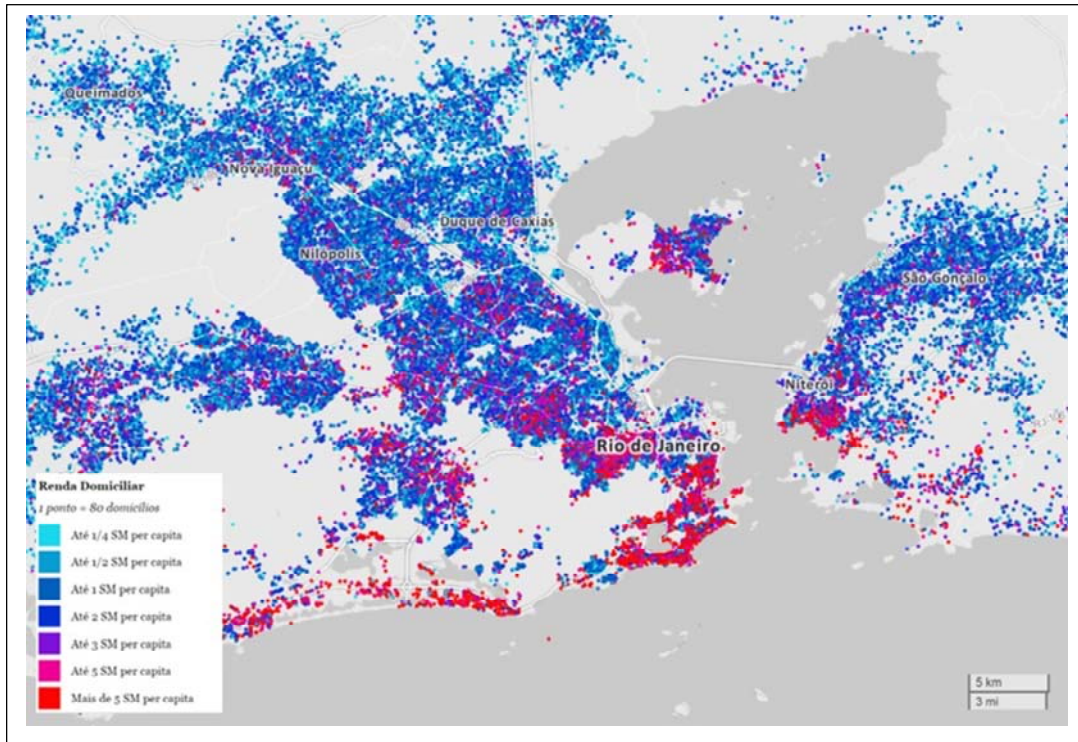 Queimados
Nova Iguaçu
Duque de Caxias
Nilópolis
São Gonçalo
Niterói
Rio de Janeiro
Renda Domiciliar
1 ponto = 80 domicílios
Até 1/4 SM per capita
Até 1/2 SM per capita
Até 1 SM per capita
Até 2 SM per capita
Até 3 SM per capita
Até 5 SM per capita
Mais de 5 SM per capita
5 km
3 mi